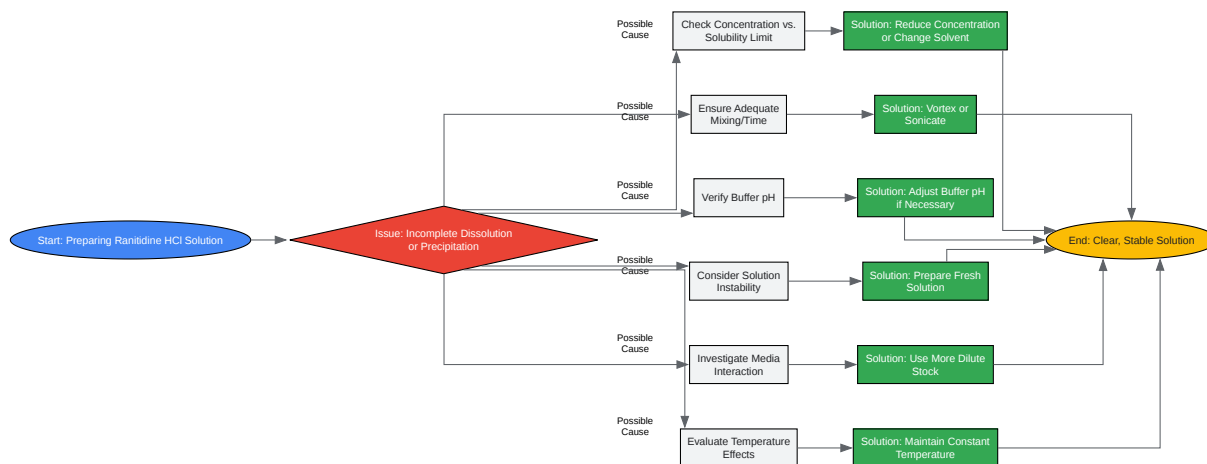 Possible
Cause
Check Concentration vs.
Solubility Limit
Solution: Reduce Concentration
or Change Solvent
Possible
Cause
Ensure Adequate
Mixing/Time
Solution: Vortex or
Sonicate
Possible
Cause
Verify Buffer pH
Solution: Adjust Buffer pH
if Necessary
Start: Preparing Ranitidine HCl Solution
Issue: Incomplete Dissolution
or Precipitation
End: Clear, Stable Solution
Possible
Cause
Consider Solution
Instability
Solution: Prepare Fresh
Solution
Possible
Cause
Investigate Media
Interaction
Solution: Use More Dilute
Stock
Possible
Cause
Evaluate Temperature
Effects
Solution: Maintain Constant
Temperature